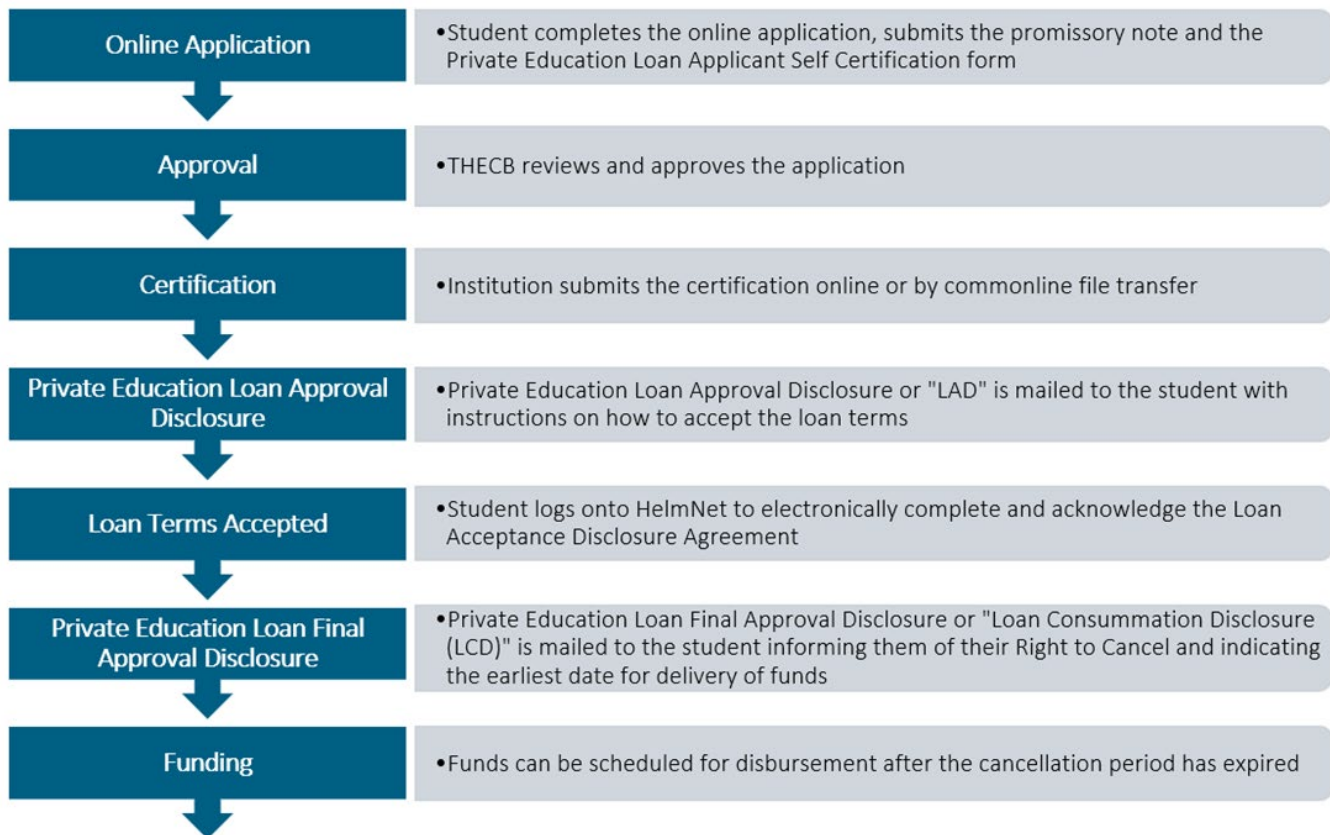 Online Application
•Student completes the online application, submits the promissory note and the
Private Education Loan Applicant Self Certification form
Approval
•THECB reviews and approves the application
Certification
•Institution submits the certification online or by commonline file transfer
Private Education Loan Approval
Disclosure
•Private Education Loan Approval Disclosure or "LAD" is mailed to the student with
instructions on how to accept the loan terms
Loan Terms Accepted
•Student logs onto HelmNet to electronically complete and acknowledge the Loan
Acceptance Disclosure Agreement
Private Education Loan Final
Approval Disclosure
•Private Education Loan Final Approval Disclosure or "Loan Consummation Disclosure
(LCD)" is mailed to the student informing them of their Right to Cancel and indicating
the earliest date for delivery of funds
Funding
•Funds can be scheduled for disbursement after the cancellation period has expired